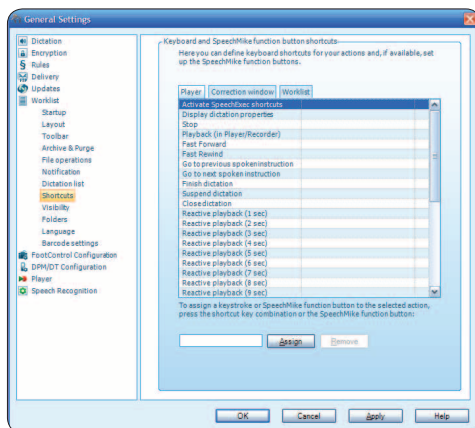 General Settings
Dictation
Encryption
Rules
Delivery
Updates
Worklist
Startup
Layout
Toolbar
Archive & Purge
File operations
Notification
Dictation list
Shortcuts
Visibility
Folders
Language
Barcode settings
FootControl Configuration
DPM/DT Configuration
Player
Speech Recognition
Keyboard and SpeechMike function button shortcuts
Here you can define keyboard shortcuts for your actions and, if available, set
up the SpeechMike function buttons.
Player Correction window Worklist
Activate SpeechExec shortcuts
Display dictation properties
Stop
Playback (in Player/Recorder)
Fast Forward
Fast Rewind
Go to previous spoken instruction
Go to next spoken instruction
Finish dictation
Suspend dictation
Close dictation
Reactive playback (1 sec)
Reactive playback (2 sec)
Reactive playback (3 sec)
Reactive playback (4 sec)
Reactive playback (5 sec)
Reactive playback (6 sec)
Reactive playback (7 sec)
Reactive playback (8 sec)
Reactive playback (9 sec)
To assign a keystroke or SpeechMike function button to the selected action,
press the shortcut key combination or the SpeechMike function button:
Assign Remove
OK Cancel Apply Help